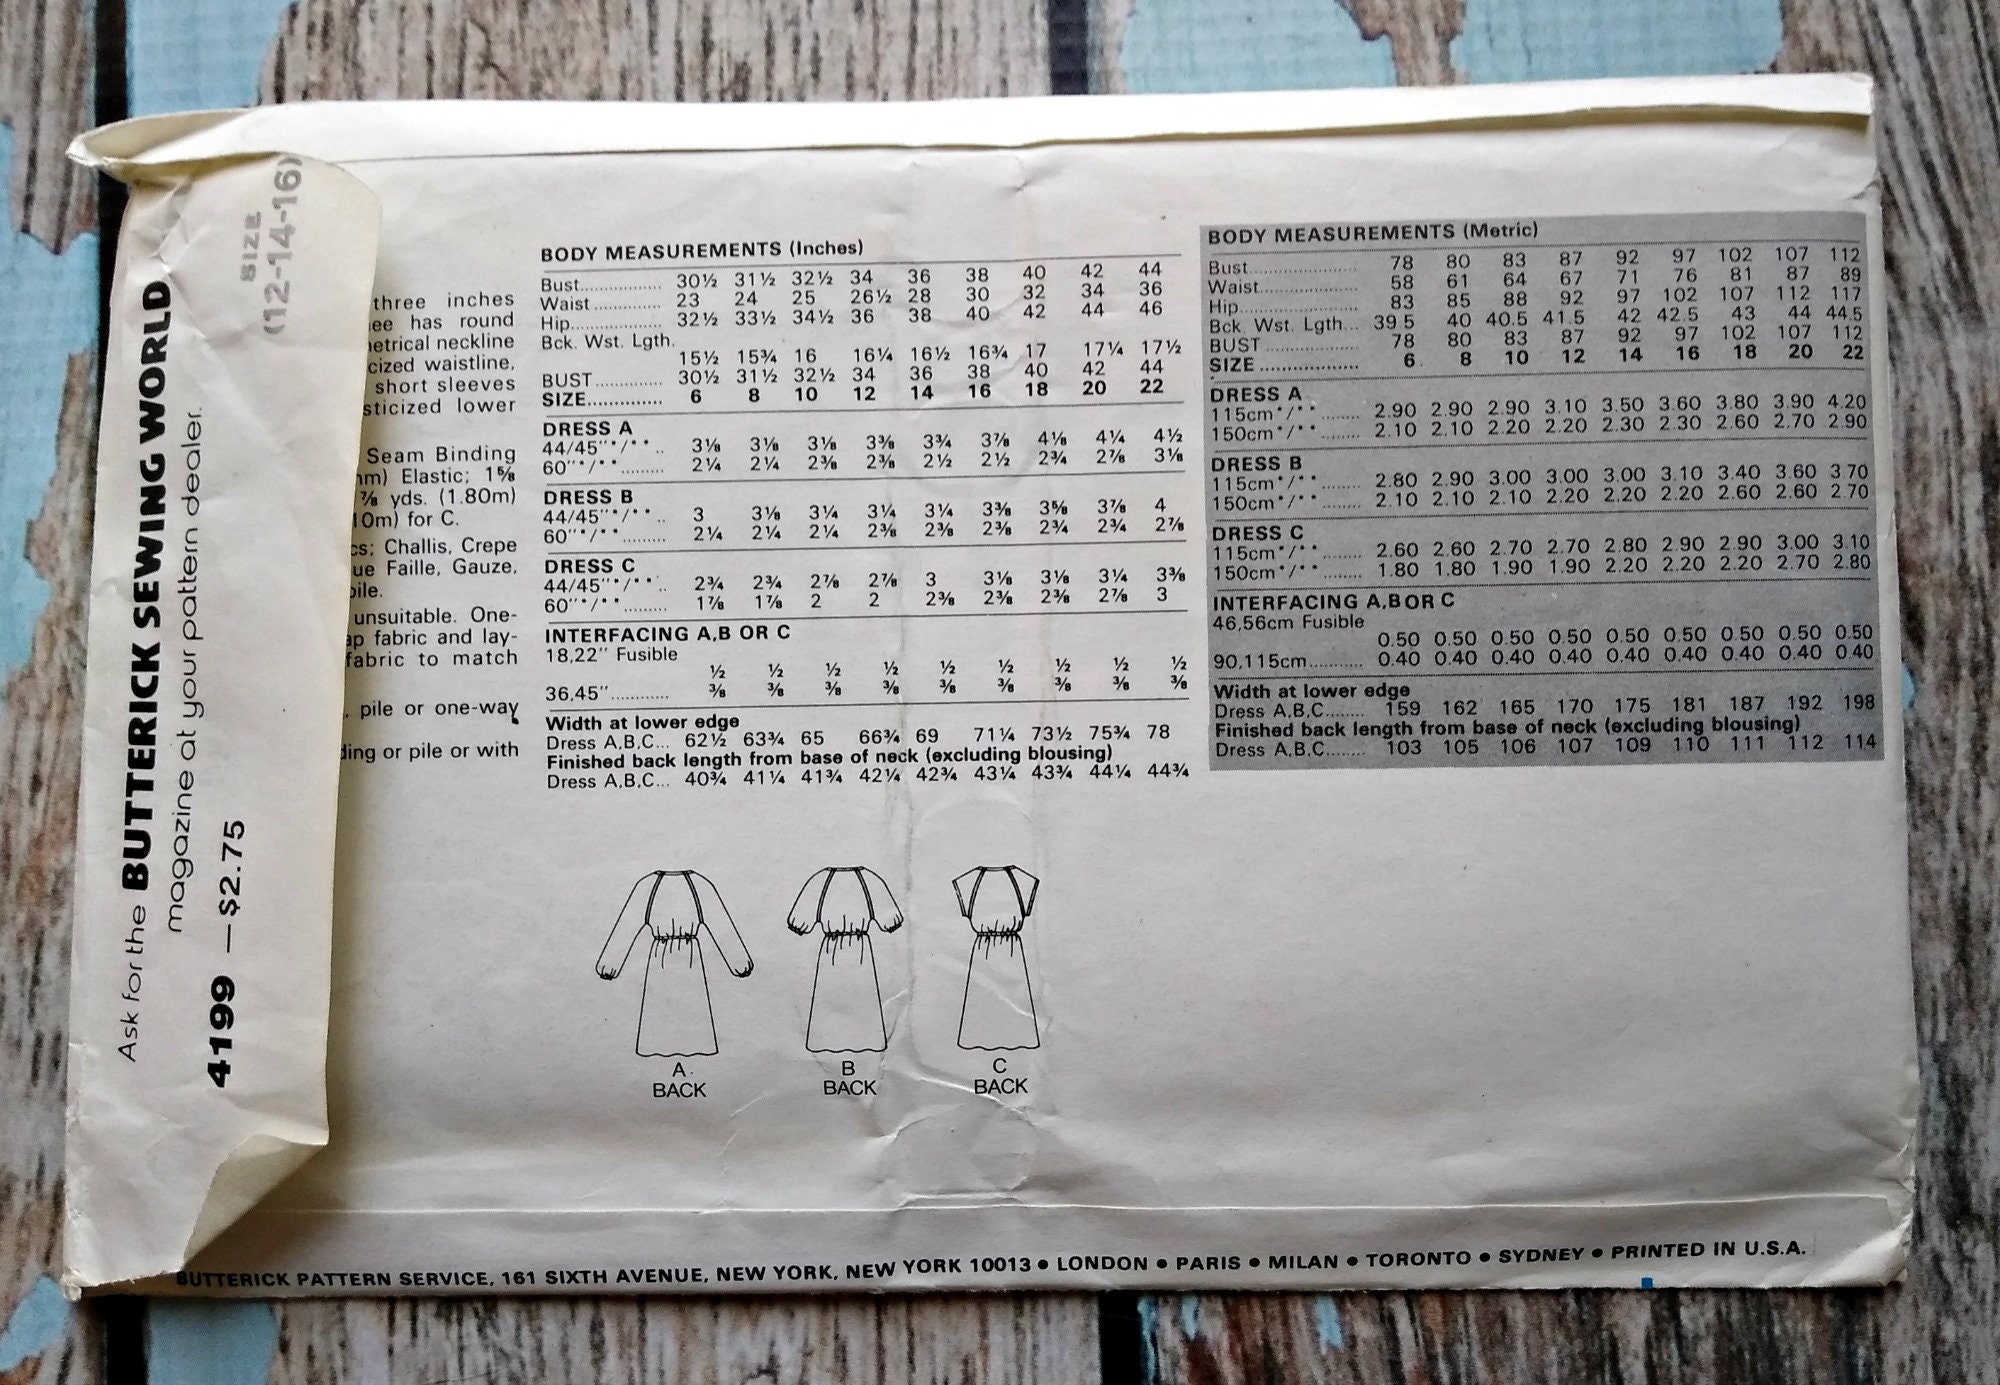 SIZE
(12-14-16)
Ask for the BUTTERICK SEWING WORLD
magazine at your pattern dealer.
4199 — $2.75
three inches
has round
neckline
waistline,
short sleeves
lower
Seam Binding
Elastic; 1⅝
⅞ yds. (1.80m)
for C.
Challis, Crepe
Faille, Gauze,
unsuitable. One-
fabric and lay-
fabric to match
pile or one-way
or pile or with
BODY MEASUREMENTS (Inches)
Bust.............. 30½ 31½ 32½ 34 36 38 40 42 44
Waist............ 23 24 25 26½ 28 30 32 34 36
Hip................ 32½ 33½ 34½ 36 38 40 42 44 46
Bck. Wst. Lgth.
15½ 15¾ 16 16¼ 16½ 16¾ 17 17¼ 17½
BUST............ 30½ 31½ 32½ 34 36 38 40 42 44
SIZE.............. 6 8 10 12 14 16 18 20 22
DRESS A
44/45"*/** .. 3⅛ 3⅛ 3⅛ 3⅜ 3¾ 3⅞ 4⅛ 4¼ 4½
60"*/** ......... 2¼ 2¼ 2⅜ 2⅜ 2½ 2½ 2¾ 2⅞ 3⅛
DRESS B
44/45"*/** .. 3 3⅛ 3¼ 3¼ 3¼ 3⅜ 3⅝ 3⅞ 4
60"*/** ......... 2¼ 2¼ 2¼ 2⅜ 2⅜ 2⅜ 2¾ 2¾ 2⅞
DRESS C
44/45"*/** .. 2¾ 2¾ 2⅞ 2⅞ 3 3⅛ 3⅛ 3¼ 3⅜
60"*/** ......... 1⅞ 1⅞ 2 2 2⅜ 2⅜ 2⅜ 2⅞ 3
INTERFACING A,B OR C
18,22" Fusible
½ ½ ½ ½ ½ ½ ½ ½ ½
36,45"............ ⅜ ⅜ ⅜ ⅜ ⅜ ⅜ ⅜ ⅜ ⅜
Width at lower edge
Dress A,B,C... 62½ 63¾ 65 66¾ 69 71¼ 73½ 75¾ 78
Finished back length from base of neck (excluding blousing)
Dress A,B,C... 40¾ 41¼ 41¾ 42¼ 42¾ 43¼ 43¾ 44¼ 44¾
BODY MEASUREMENTS (Metric)
Bust..................... 78 80 83 87 92 97 102 107 112
Waist.................... 58 61 64 67 71 76 81 87 89
Hip....................... 83 85 88 92 97 102 107 112 117
Bck. Wst. Lgth... 39.5 40 40.5 41.5 42 42.5 43 44 44.5
BUST ................. 78 80 83 87 92 97 102 107 112
SIZE ................... 6 8 10 12 14 16 18 20 22
DRESS A
115cm*/** ........ 2.90 2.90 2.90 3.10 3.50 3.60 3.80 3.90 4.20
150cm*/** ........ 2.10 2.10 2.20 2.20 2.30 2.30 2.60 2.70 2.90
DRESS B
115cm*/** ........ 2.80 2.90 3.00 3.00 3.00 3.10 3.40 3.60 3.70
150cm*/** ........ 2.10 2.10 2.10 2.20 2.20 2.20 2.60 2.60 2.70
DRESS C
115cm*/** ........ 2.60 2.60 2.70 2.70 2.80 2.90 2.90 3.00 3.10
150cm*/** ........ 1.80 1.80 1.90 1.90 2.20 2.20 2.20 2.70 2.80
INTERFACING A,B OR C
46,56cm Fusible
0.50 0.50 0.50 0.50 0.50 0.50 0.50 0.50 0.50
90,115cm........... 0.40 0.40 0.40 0.40 0.40 0.40 0.40 0.40 0.40
Width at lower edge
Dress A,B,C........ 159 162 165 170 175 181 187 192 198
Finished back length from base of neck (excluding blousing)
Dress A,B,C........ 103 105 106 107 109 110 111 112 114
A
BACK
B
BACK
C
BACK
BUTTERICK PATTERN SERVICE, 161 SIXTH AVENUE, NEW YORK, NEW YORK 10013 ● LONDON ● PARIS ● MILAN ● TORONTO ● SYDNEY ● PRINTED IN U.S.A.